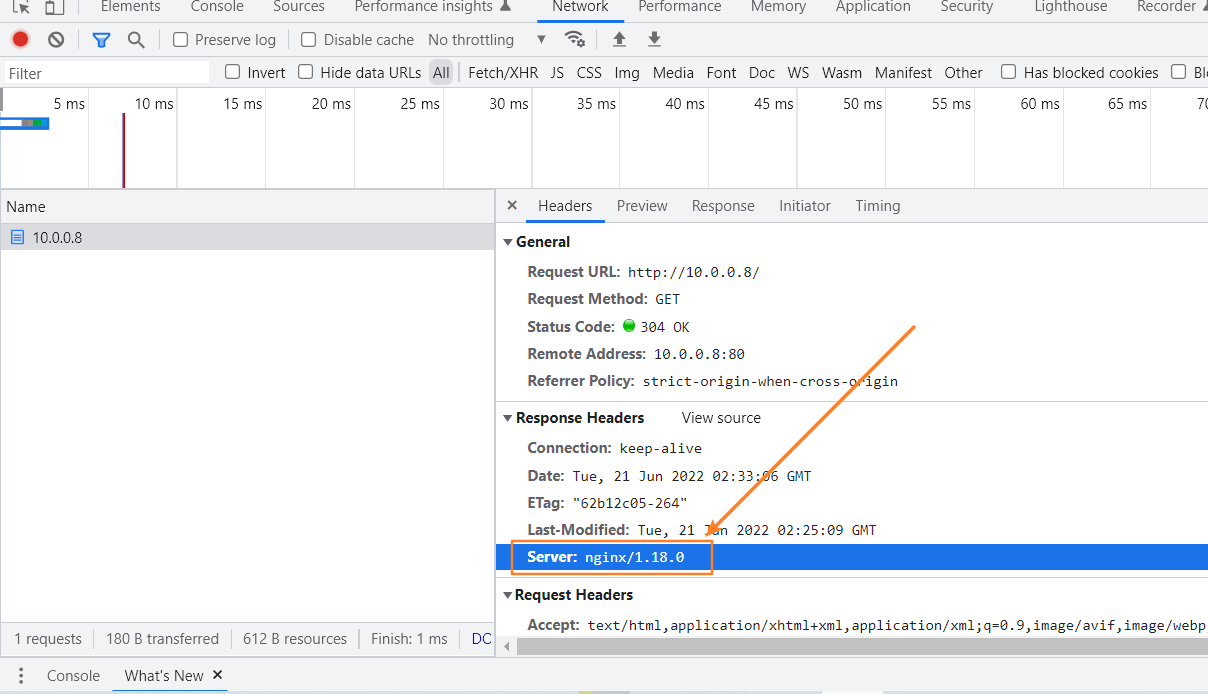 Elements Console Sources Performance insights Network Performance Memory Application Security Lighthouse Recorder
Preserve log Disable cache No throttling
Filter Invert Hide data URLs All Fetch/XHR JS CSS Img Media Font Doc WS Wasm Manifest Other Has blocked cookies
5 ms 10 ms 15 ms 20 ms 25 ms 30 ms 35 ms 40 ms 45 ms 50 ms 55 ms 60 ms 65 ms
Name
10.0.0.8
Headers Preview Response Initiator Timing
General
Request URL: http://10.0.0.8/
Request Method: GET
Status Code: 304 OK
Remote Address: 10.0.0.8:80
Referrer Policy: strict-origin-when-cross-origin
Response Headers View source
Connection: keep-alive
Date: Tue, 21 Jun 2022 02:33:06 GMT
ETag: "62b12c05-264"
Last-Modified: Tue, 21 Jun 2022 02:25:09 GMT
Server: nginx/1.18.0
Request Headers
Accept: text/html,application/xhtml+xml,application/xml;q=0.9,image/avif,image/webp
1 requests 180 B transferred 612 B resources Finish: 1 ms DC
Console What's New